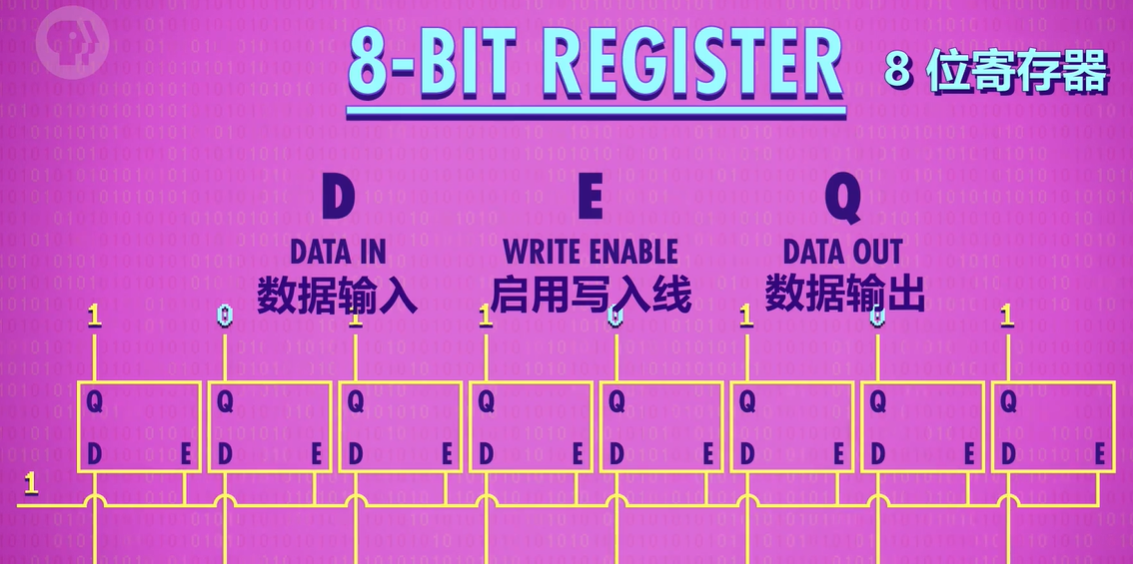 8-BIT REGISTER 8 位寄存器
D E Q
DATA IN WRITE ENABLE DATA OUT
数据输入 启用写入线 数据输出
1 0 1 1 0 1 0 1
Q Q Q Q Q Q Q Q
D E D E D E D E D E D E D E D E
1